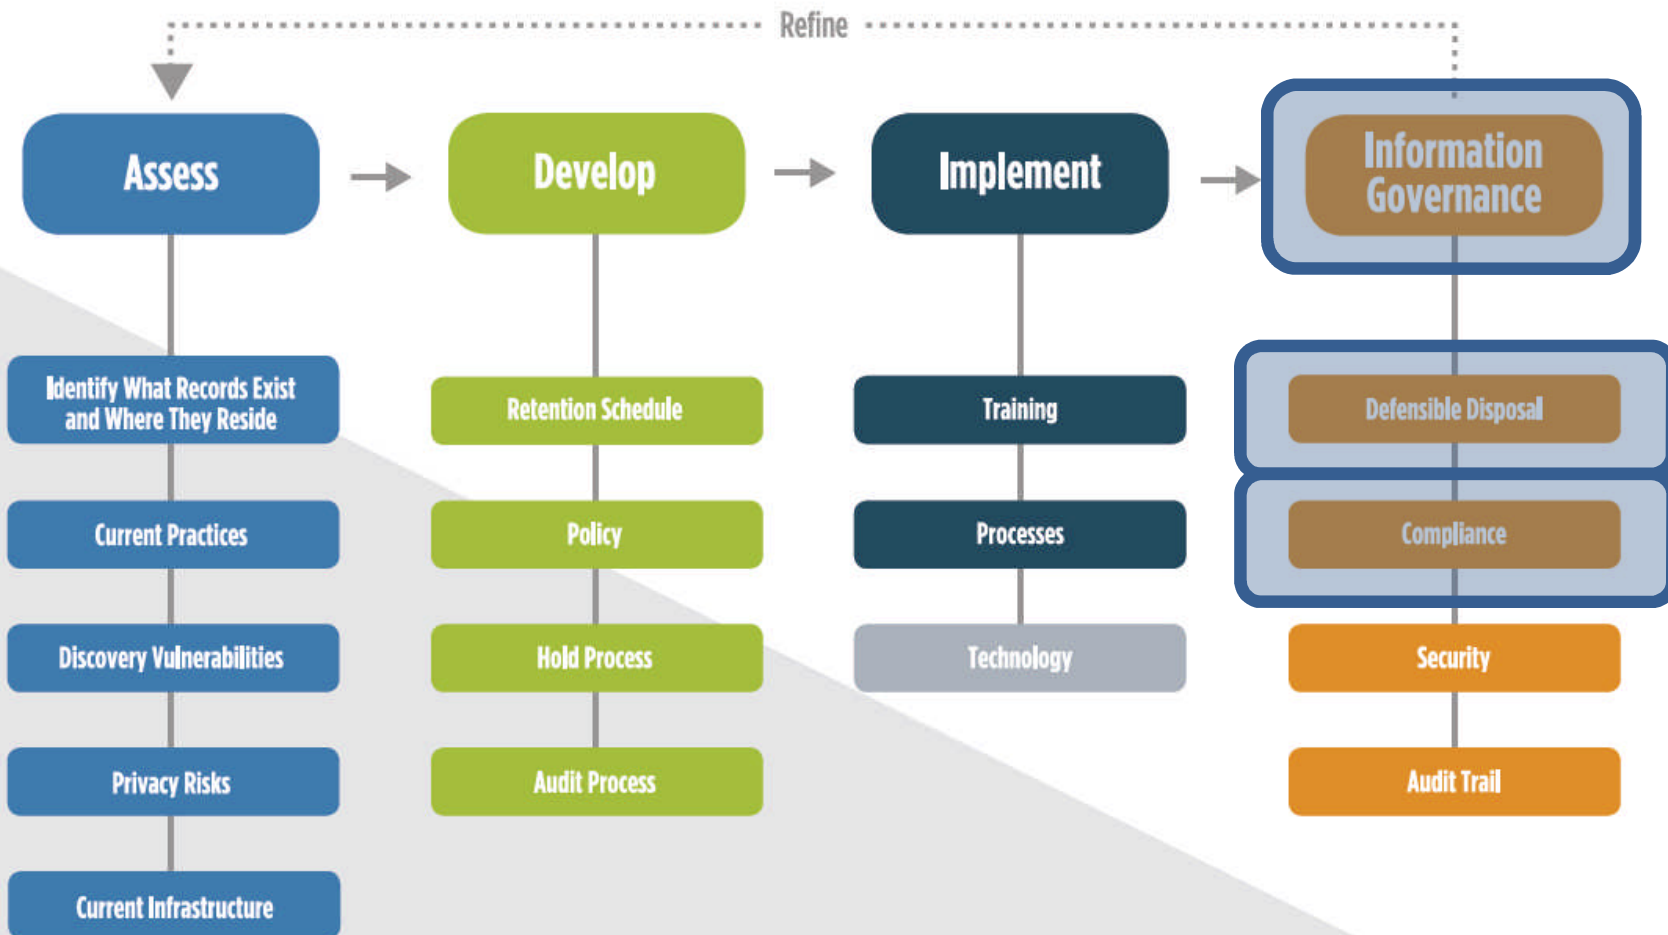 Refine
Assess
Develop
Implement
Information
Governance
Identify What Records Exist
and Where They Reside
Current Practices
Discovery Vulnerabilities
Privacy Risks
Current Infrastructure
Retention Schedule
Policy
Hold Process
Audit Process
Training
Processes
Technology
Defensible Disposal
Compliance
Security
Audit Trail